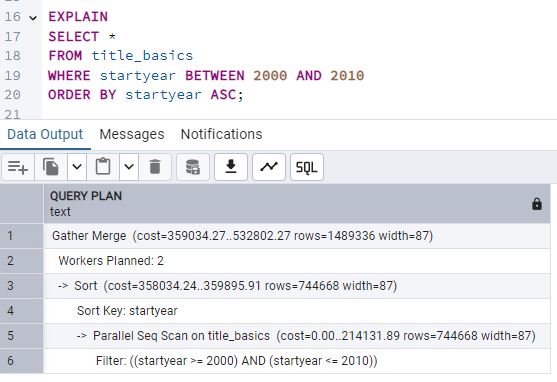 16 EXPLAIN
17 SELECT *
18 FROM title_basics
19 WHERE startyear BETWEEN 2000 AND 2010
20 ORDER BY startyear ASC;
21
Data Output Messages Notifications
SQL
QUERY PLAN
text
1 Gather Merge (cost=359034.27..532802.27 rows=1489336 width=87)
2 Workers Planned: 2
3 -> Sort (cost=358034.24..359895.91 rows=744668 width=87)
4 Sort Key: startyear
5 -> Parallel Seq Scan on title_basics (cost=0.00..214131.89 rows=744668 width=87)
6 Filter: ((startyear >= 2000) AND (startyear <= 2010))